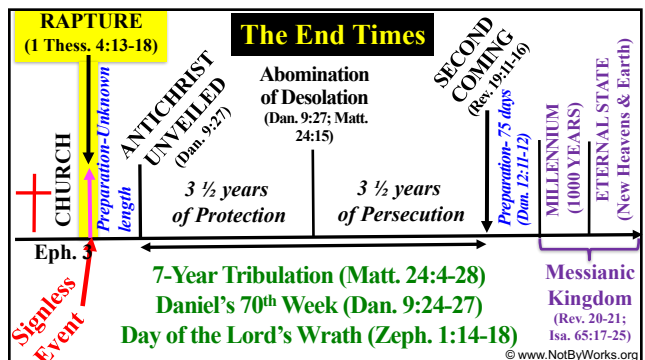 RAPTURE
(1 Thess. 4:13-18)
The End Times
CHURCH
Eph. 3
Signless
Event
Preparation-Unknown
length
ANTICHRIST
UNVEILED
(Dan. 9:27)
3 ½ years
of Protection
Abomination
of Desolation
(Dan. 9:27; Matt.
24:15)
3 ½ years
of Persecution
SECOND
COMING
(Rev. 19:11-16)
Preparation- 75 days
(Dan. 12:11-12)
MILLENNIUM
(1000 YEARS)
ETERNAL STATE
(New Heavens & Earth)
7-Year Tribulation (Matt. 24:4-28)
Daniel's 70th Week (Dan. 9:24-27)
Day of the Lord's Wrath (Zeph. 1:14-18)
Messianic
Kingdom
(Rev. 20-21;
Isa. 65:17-25)
© www.NotByWorks.org